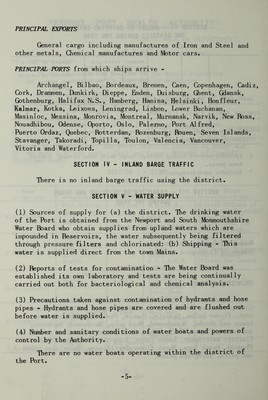 PRINCIPAL EXPORTS
General cargo including manufactures of Iron and Steel and
other metals, Chemical manufactures and Motor cars.
PRINCIPAL PORTS from which ships arrive -
Archangel, Bilbao, Bordeaux, Bremen, Caen, Copenhagen, Cadiz,
Cork, Drammen, Dunkirk, Dieppe, Emden, Duisburg, Ghent, Gdansk,
Gothenburg, Halifax N.S., Hamberg, Hemina, Helsinki, Honfleur,
Kalmar, Kotka, Leixoes, Leningrad, Lisbon, Lower Buchanan,
Masinloc, Messina, Monrovia, Montreal, Murmansk, Narvik, New Ross,
Nouadhibou, Odense, Oporto, Oslo, Palermo, Port Alfred,
Puerto Ordaz, Quebec, Rotterdam, Rozenburg, Rouen, Seven Islands,
Stavanger, Takoradi, Topilla, Toulon, Valencia, Vancouver,
Vitoria and Waterford.
SECTION IV - INLAND BARGE TRAFFIC
There is no inland barge traffic using the district.
SECTION V - WATER SUPPLY
(1) Sources of supply for (a) the district. The drinking water
of the Port is obtained from the Newport and South Monmouthshire
Water Board who obtain supplies from upland waters which are
impounded in Reservoirs, the water subsequently being filtered
through pressure filters and chlorinated: (b) Shipping - This
water is supplied direct from the town Mains.
(2) Reports of tests for contamination - The Water Board was
established its own laboratory and tests are being continually
carried out both for bacteriological and chemical analysis.
(3) Precautions taken against contamination of hydrants and hose
pipes - Hydrants and hose pipes are covered and are flushed out
before water is supplied.
(4) Number and sanitary conditions of water boats and powers of
control by the Authority.
There are no water boats operating within the district of
the Port.
-5-